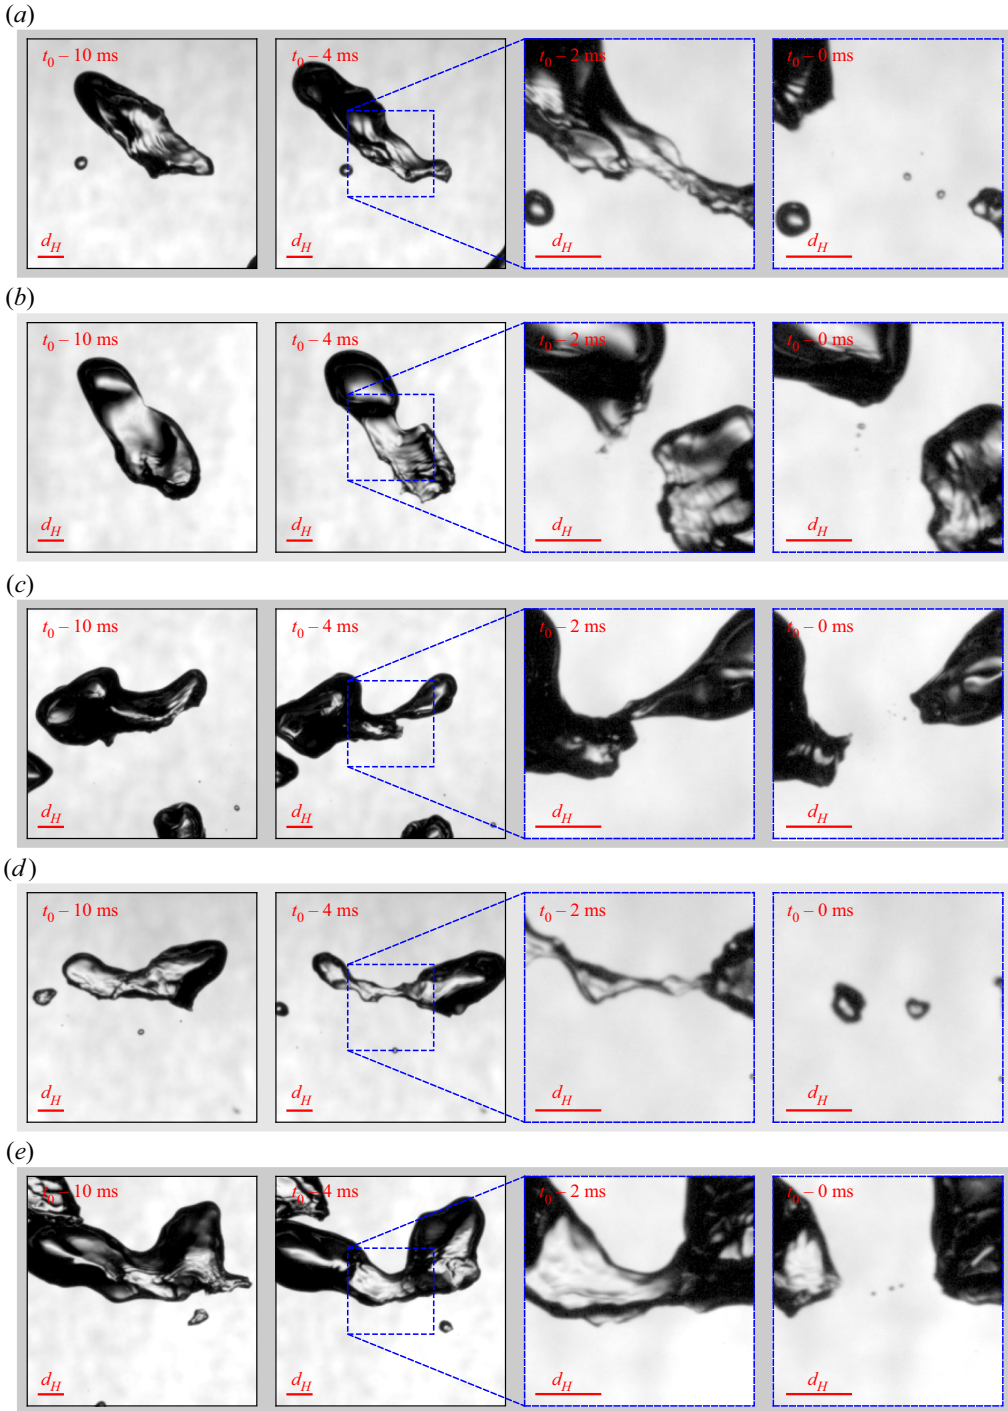 (a)
t0 – 10 ms
t0 – 4 ms
t0 – 2 ms
t0 – 0 ms
dH
dH
dH
dH
(b)
t0 – 10 ms
t0 – 4 ms
t0 – 2 ms
t0 – 0 ms
dH
dH
dH
dH
(c)
t0 – 10 ms
t0 – 4 ms
t0 – 2 ms
t0 – 0 ms
dH
dH
dH
dH
(d)
t0 – 10 ms
t0 – 4 ms
t0 – 2 ms
t0 – 0 ms
dH
dH
dH
dH
(e)
t0 – 10 ms
t0 – 4 ms
t0 – 2 ms
t0 – 0 ms
dH
dH
dH
dH